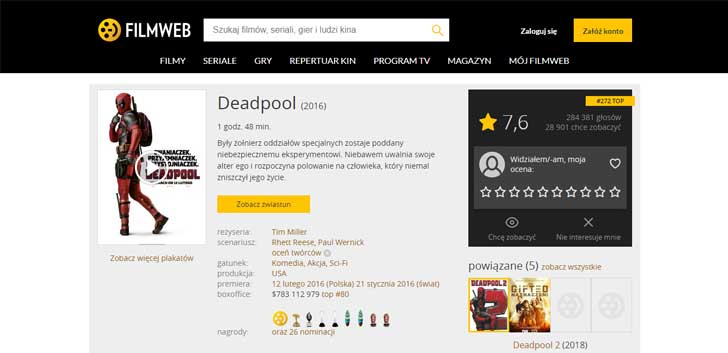 FILMWEB
Szukaj filmów, seriali, gier i ludzi kina
Zaloguj się
Załóż konto
FILMY SERIALE GRY REPERTUAR KIN PROGRAM TV MAGAZYN MÓJ FILMWEB
Deadpool (2016)
1 godz. 48 min.
Były żołnierz oddziałów specjalnych zostaje poddany
niebezpiecznemu eksperymentowi. Niebawem uwalnia swoje
alter ego i rozpoczyna polowanie na człowieka, który niemal
zniszczył jego życie.
Zobacz zwiastun
reżyseria: Tim Miller
scenariusz: Rhett Reese, Paul Wernick
oceń twórców
gatunek: Komedia, Akcja, Sci-Fi
produkcja: USA
premiera: 12 lutego 2016 (Polska) 21 stycznia 2016 (świat)
boxoffice: $783 112 979 top #80
nagrody: oraz 26 nominacji
DEADPOOL
Zobacz więcej plakatów
#272 TOP
7,6
284 381 głosów
28 901 chce zobaczyć
Widziałem/-am, moja
ocena:
Chcę zobaczyć
Nie interesuje mnie
powiązane (5) zobacz wszystkie
DEADPOOL 2
GIFTED
NAZNACZENI
Deadpool 2 (2018)